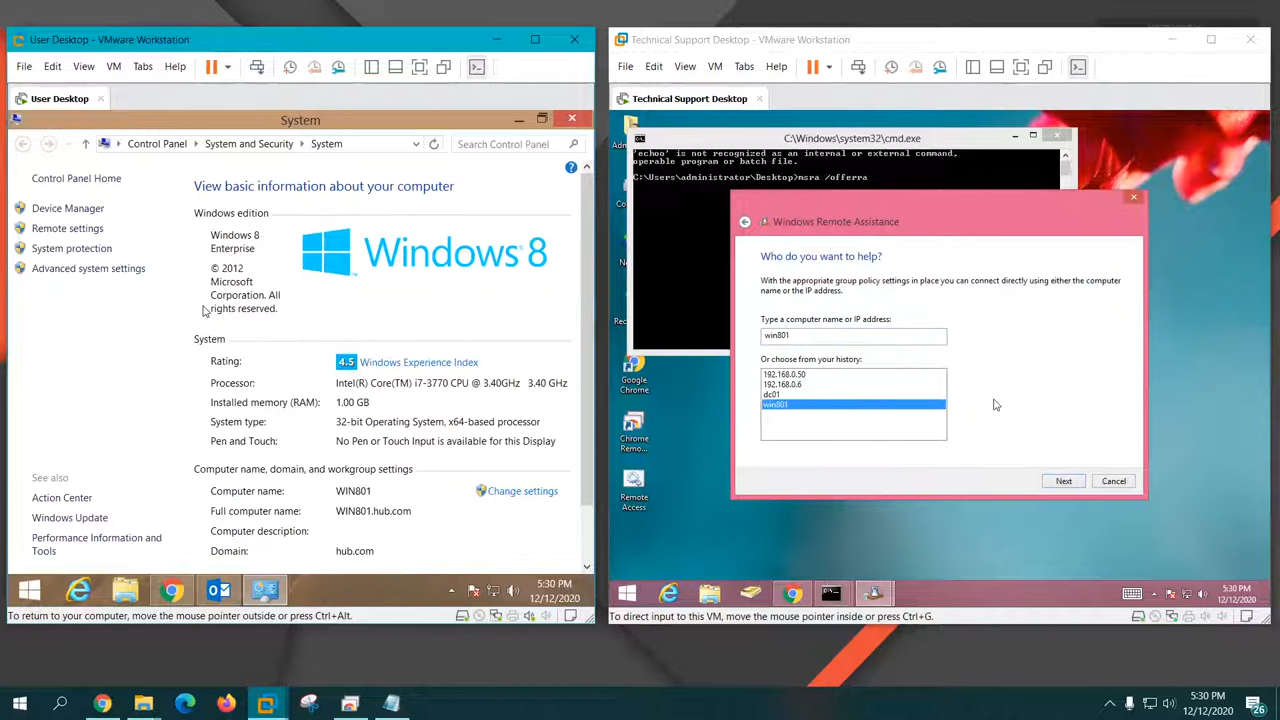 User Desktop - VMware Workstation
File Edit View VM Tabs Help
User Desktop
System
Control Panel System and Security System
Search Control Panel
Control Panel Home
Device Manager
Remote settings
System protection
Advanced system settings
View basic information about your computer
Windows edition
Windows 8
Enterprise
© 2012
Microsoft
Corporation. All
rights reserved.
Windows 8
System
Rating: 4.5 Windows Experience Index
Processor: Intel(R) Core(TM) i7-3770 CPU @ 3.40GHz 3.40 GHz
Installed memory (RAM): 1.00 GB
System type: 32-bit Operating System, x64-based processor
Pen and Touch: No Pen or Touch Input is available for this Display
Computer name, domain, and workgroup settings
Computer name: WIN801 Change settings
Full computer name: WIN801.hub.com
Computer description:
Domain: hub.com
See also
Action Center
Windows Update
Performance Information and
Tools
5:30 PM
12/12/2020
To return to your computer, move the mouse pointer outside or press Ctrl+Alt.
Technical Support Desktop - VMware Workstation
File Edit View VM Tabs Help
Technical Support Desktop
C:\Windows\system32\cmd.exe
'echoo' is not recognized as an internal or external command,
operable program or batch file.
C:\Users\administrator\Desktop>msra /offerra
Windows Remote Assistance
Who do you want to help?
With the appropriate group policy settings in place you can connect directly using either the computer
name or the IP address.
Type a computer name or IP address:
win801
Or choose from your history:
192.168.0.50
192.168.0.6
dc01
win801
Next Cancel
Google
Chrome
Chrome
Remo...
Remote
Access
5:30 PM
12/12/2020
To direct input to this VM, move the mouse pointer inside or press Ctrl+G.
5:30 PM
12/12/2020
26